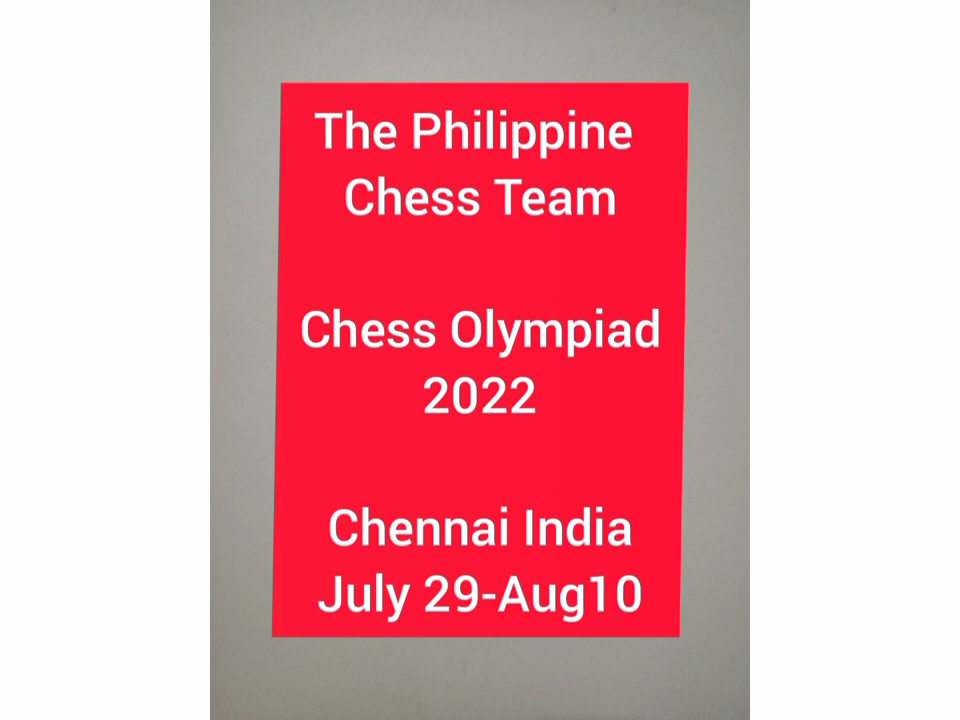 The Philippine
Chess Team
Chess Olympiad
2022
Chennai India
July 29-Aug10